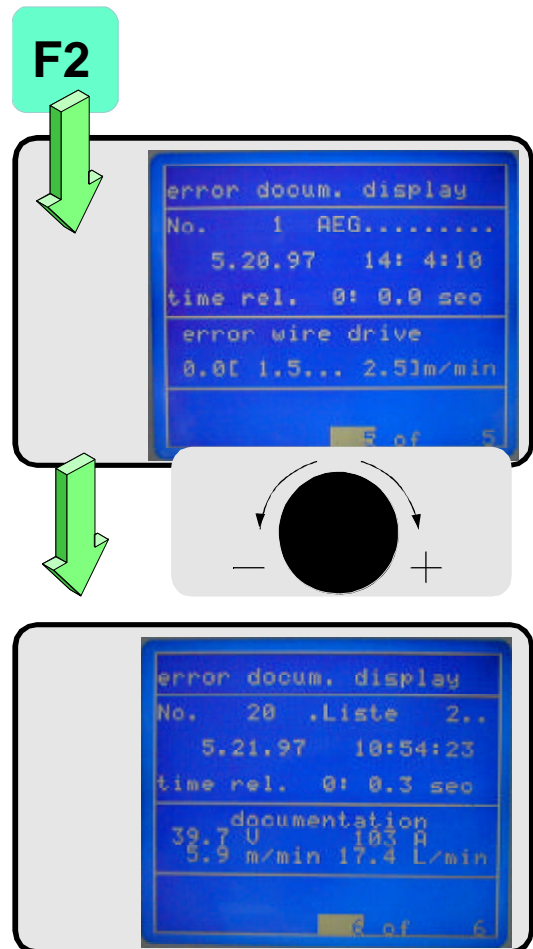 F2
error docum. display
No. 1 AEG.........
5.20.97 14: 4:10
time rel. 0: 0.0 sec
error wire drive
0.0[ 1.5... 2.5]m/min
5 of 5
− +
error docum. display
No. 20 .Liste 2..
5.21.97 10:54:23
time rel. 0: 0.3 sec
documentation
39.7 V 103 A
5.9 m/min 17.4 L/min
6 of 6